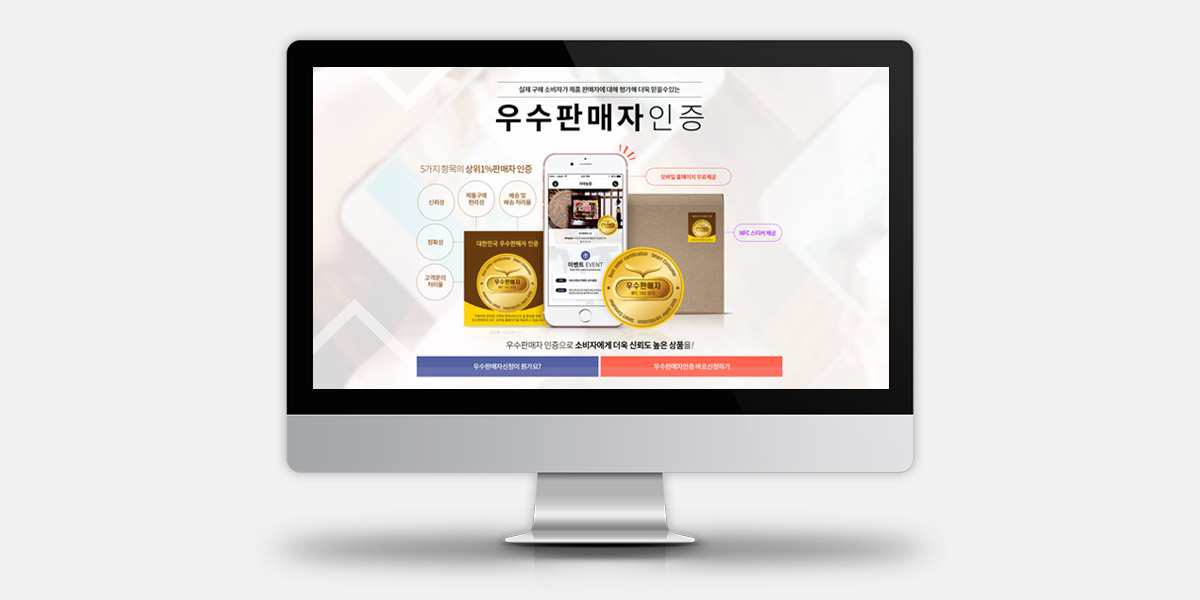 실제 구매 소비자가 제품 판매자에 대해 평가해 더욱 믿을수있는
우수판매자인증
5가지 항목의 상위1%판매자 인증
모바일 홈페이지 무료제공
신뢰성
제품구매
편리성
배송 및
배송 처리율
정확성
고객문의
처리율
대한민국 우수판매자 인증
우수판매자
이벤트 EVENT
NFC 스티커 제공
Best Seller Certification
Smart Consumer
우수판매자
우수판매자 인증으로 소비자에게 더욱 신뢰도 높은 상품을!
우수판매자신청이 뭔가요?
우수판매자인증 바로신청하기